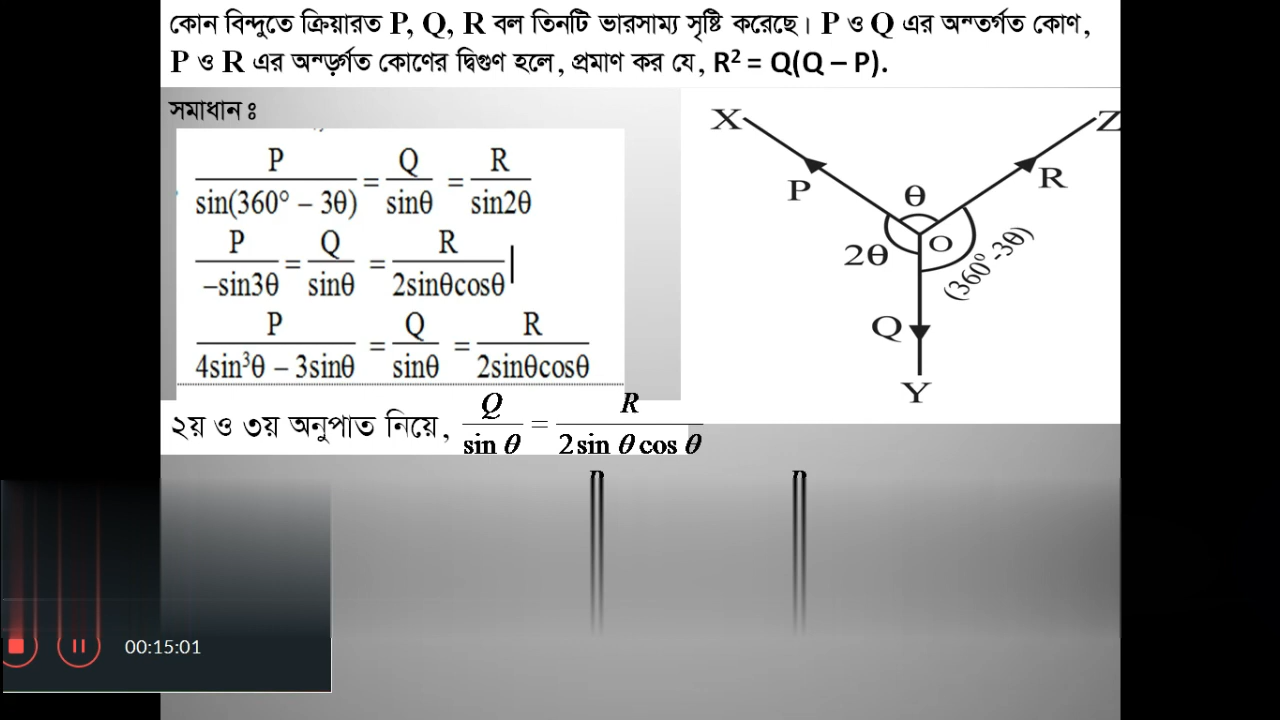 কোন বিন্দুতে ক্রিয়ারত P, Q, R বল তিনটি ভারসাম্য সৃষ্টি করেছে। P ও Q এর অন্তর্গত কোণ,
P ও R এর অন্ড়র্গত কোণের দ্বিগুণ হলে, প্রমাণ কর যে, R² = Q(Q – P).
সমাধান ঃ
P/sin(360° – 3θ) = Q/sinθ = R/sin2θ
P/–sin3θ = Q/sinθ = R/2sinθcosθ
P/4sin³θ – 3sinθ = Q/sinθ = R/2sinθcosθ
২য় ও ৩য় অনুপাত নিয়ে, Q/sin θ = R/2 sin θ cos θ
X
Z
P
R
θ
2θ
O
(360°-3θ)
Q
Y
00:15:01